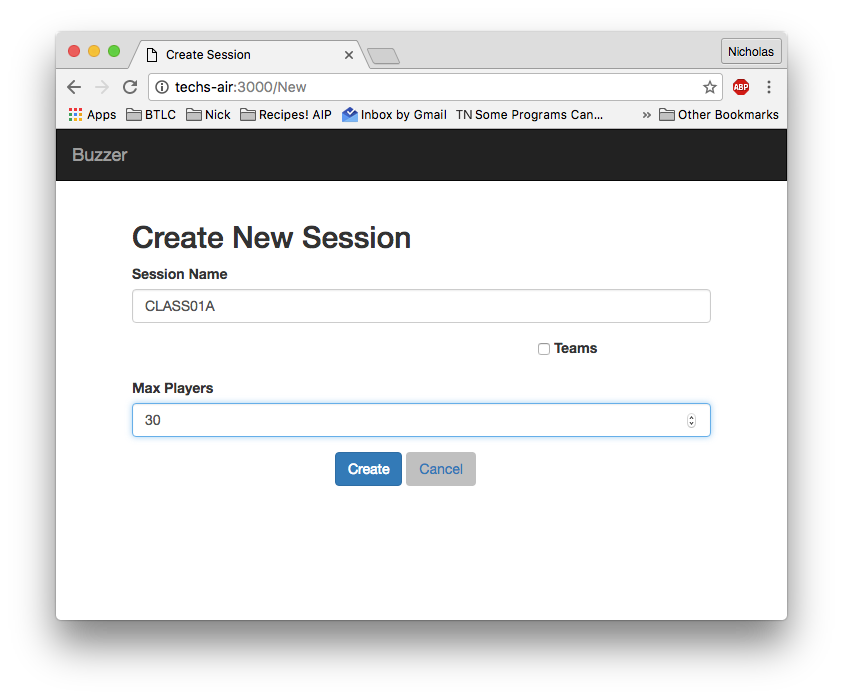 Create Session
Nicholas
techs-air:3000/New
ABP
Apps BTLC Nick Recipes! AIP Inbox by Gmail TN Some Programs Can... » Other Bookmarks
Buzzer
Create New Session
Session Name
CLASS01A
Teams
Max Players
30
Create Cancel